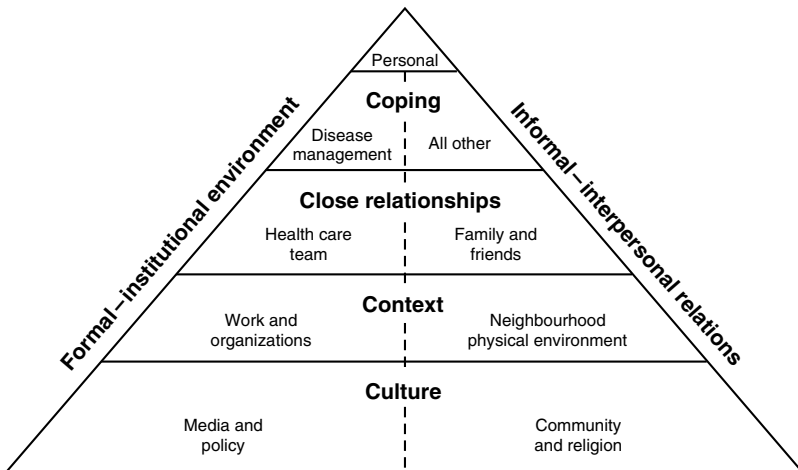 Personal
Coping
Disease
management
All other
Close relationships
Health care
team
Family and
friends
Context
Work and
organizations
Neighbourhood
physical environment
Culture
Media and
policy
Community
and religion
Formal–institutional environment
Informal–interpersonal relations